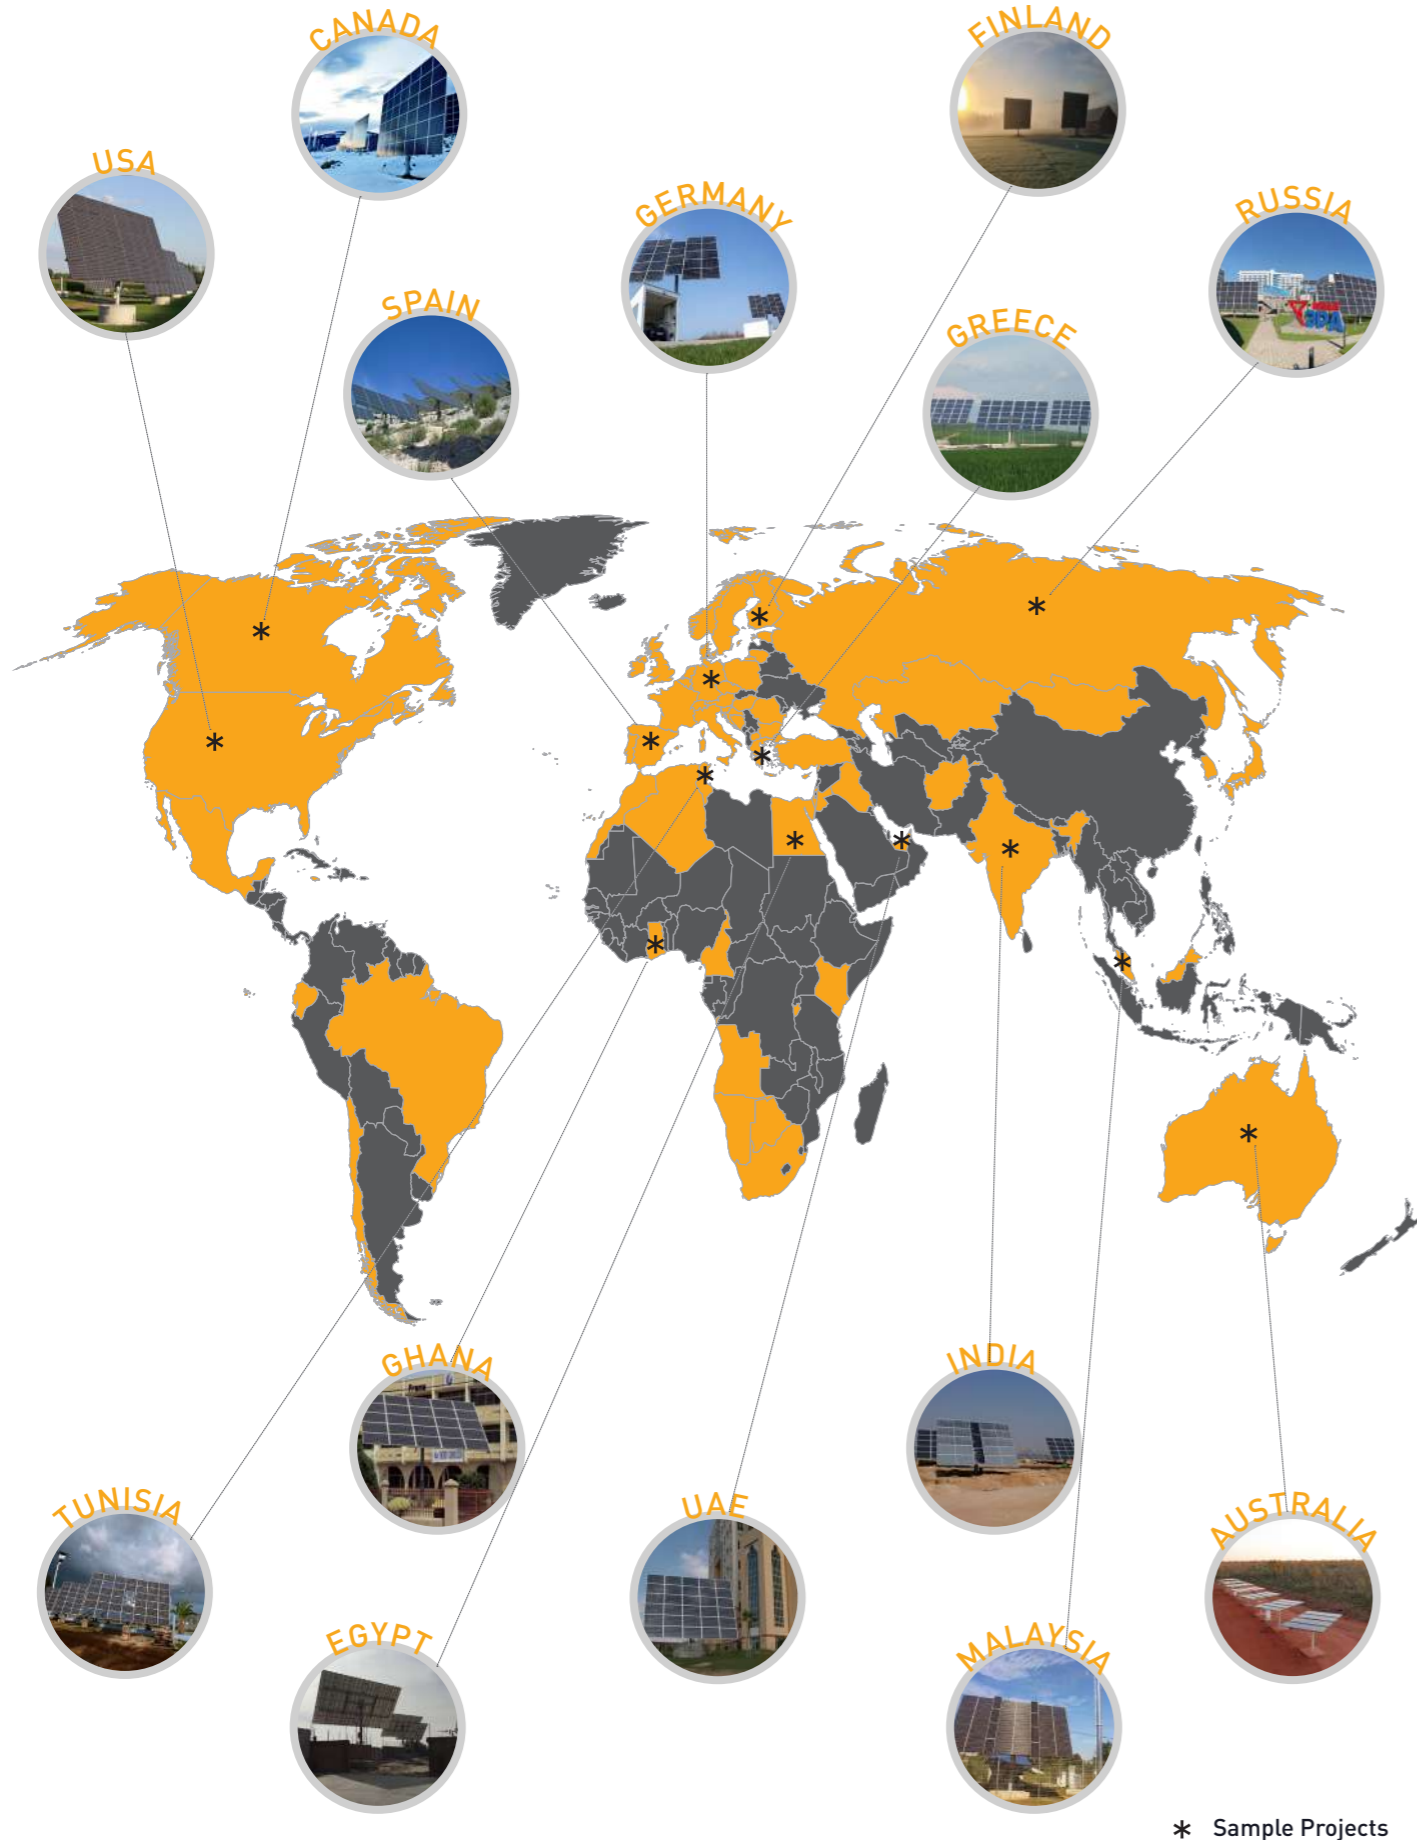 CANADA
FINLAND
USA
GERMANY
RUSSIA
SPAIN
GREECE
GHANA
INDIA
TUNISIA
UAE
AUSTRALIA
EGYPT
MALAYSIA
* Sample Projects